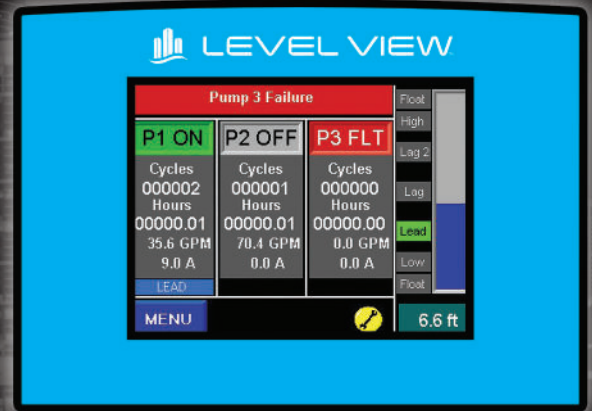 LEVEL VIEW
Pump 3 Failure
P1 ON
Cycles
000002
Hours
00000.01
35.6 GPM
9.0 A
LEAD
P2 OFF
Cycles
000001
Hours
00000.01
70.4 GPM
0.0 A
P3 FLT
Cycles
000000
Hours
00000.00
0.0 GPM
0.0 A
Float
High
Lag 2
Lag
Lead
Low
Float
MENU
6.6 ft